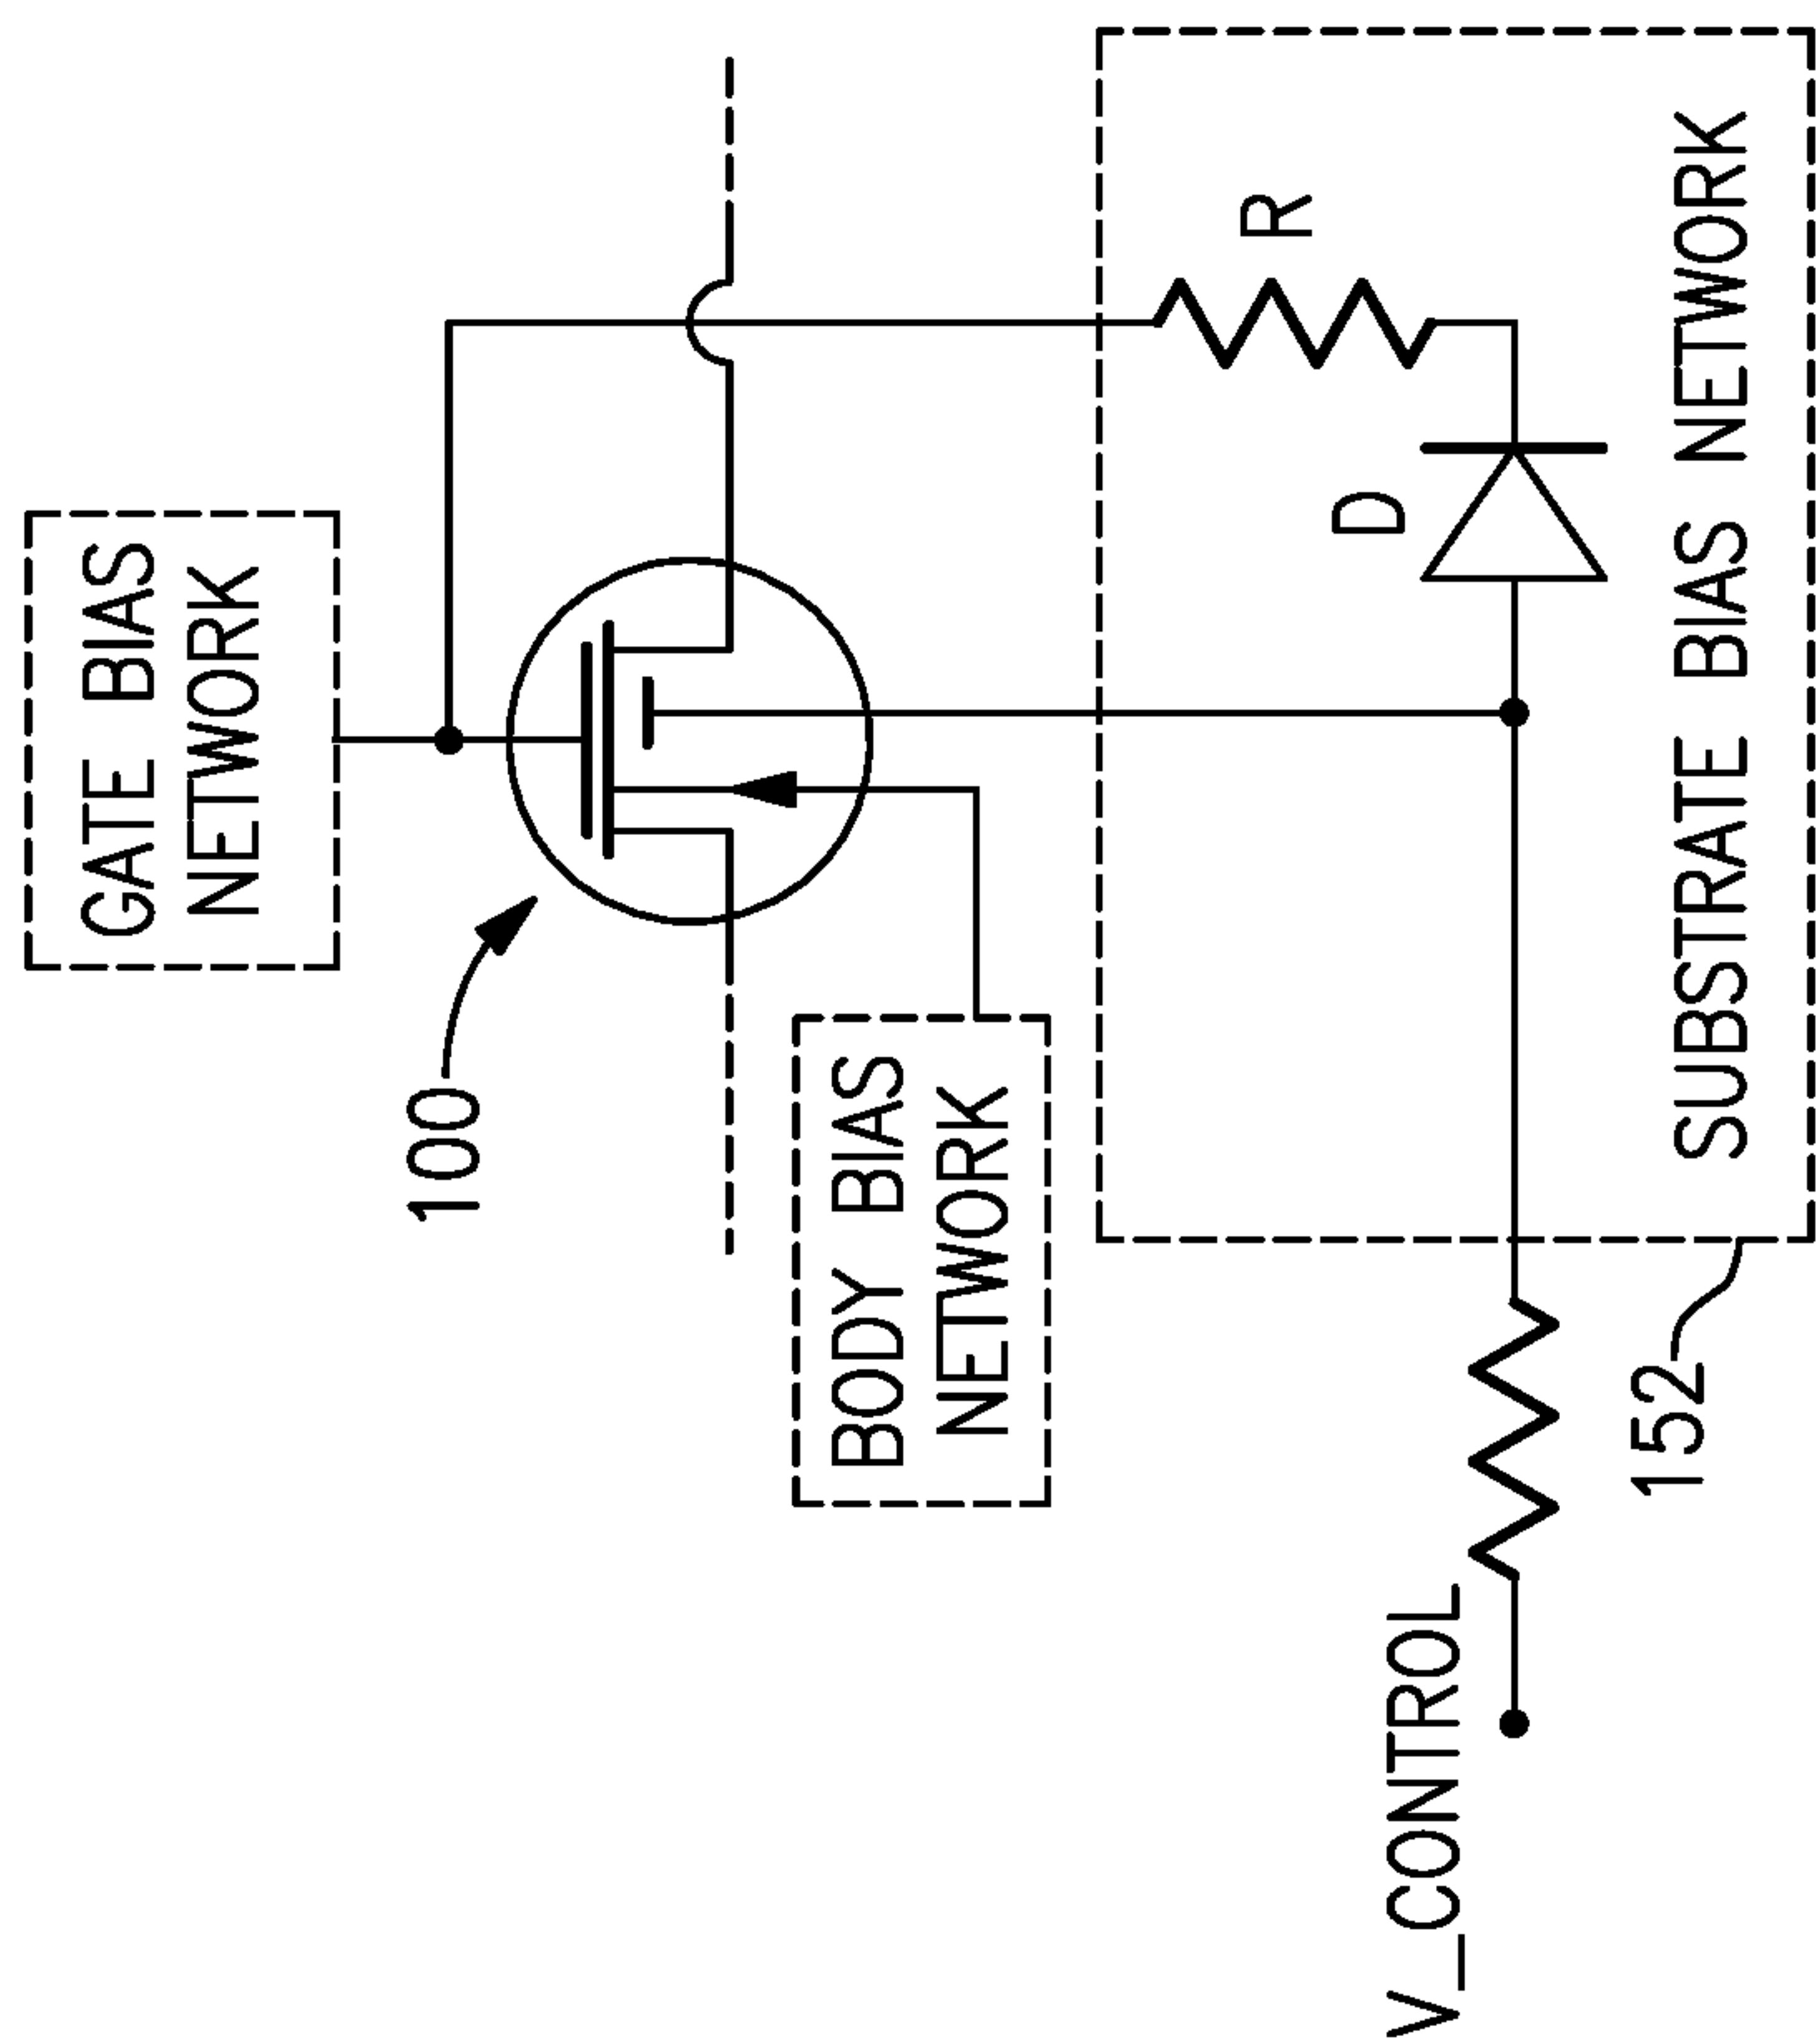 GATE BIAS
NETWORK
100
BODY BIAS
NETWORK
R
D
V_CONTROL
152
SUBSTRATE BIAS NETWORK